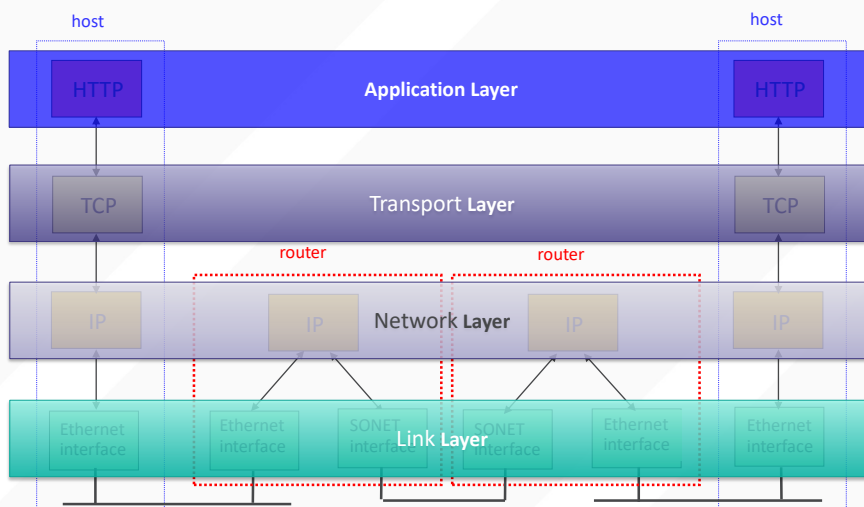 host
host
HTTP
Application Layer
HTTP
TCP
Transport Layer
TCP
router
router
IP
IP
Network Layer
IP
IP
Ethernet
interface
Ethernet
interface
SONET
interface
Link Layer
SONET
interface
Ethernet
interface
Ethernet
interface